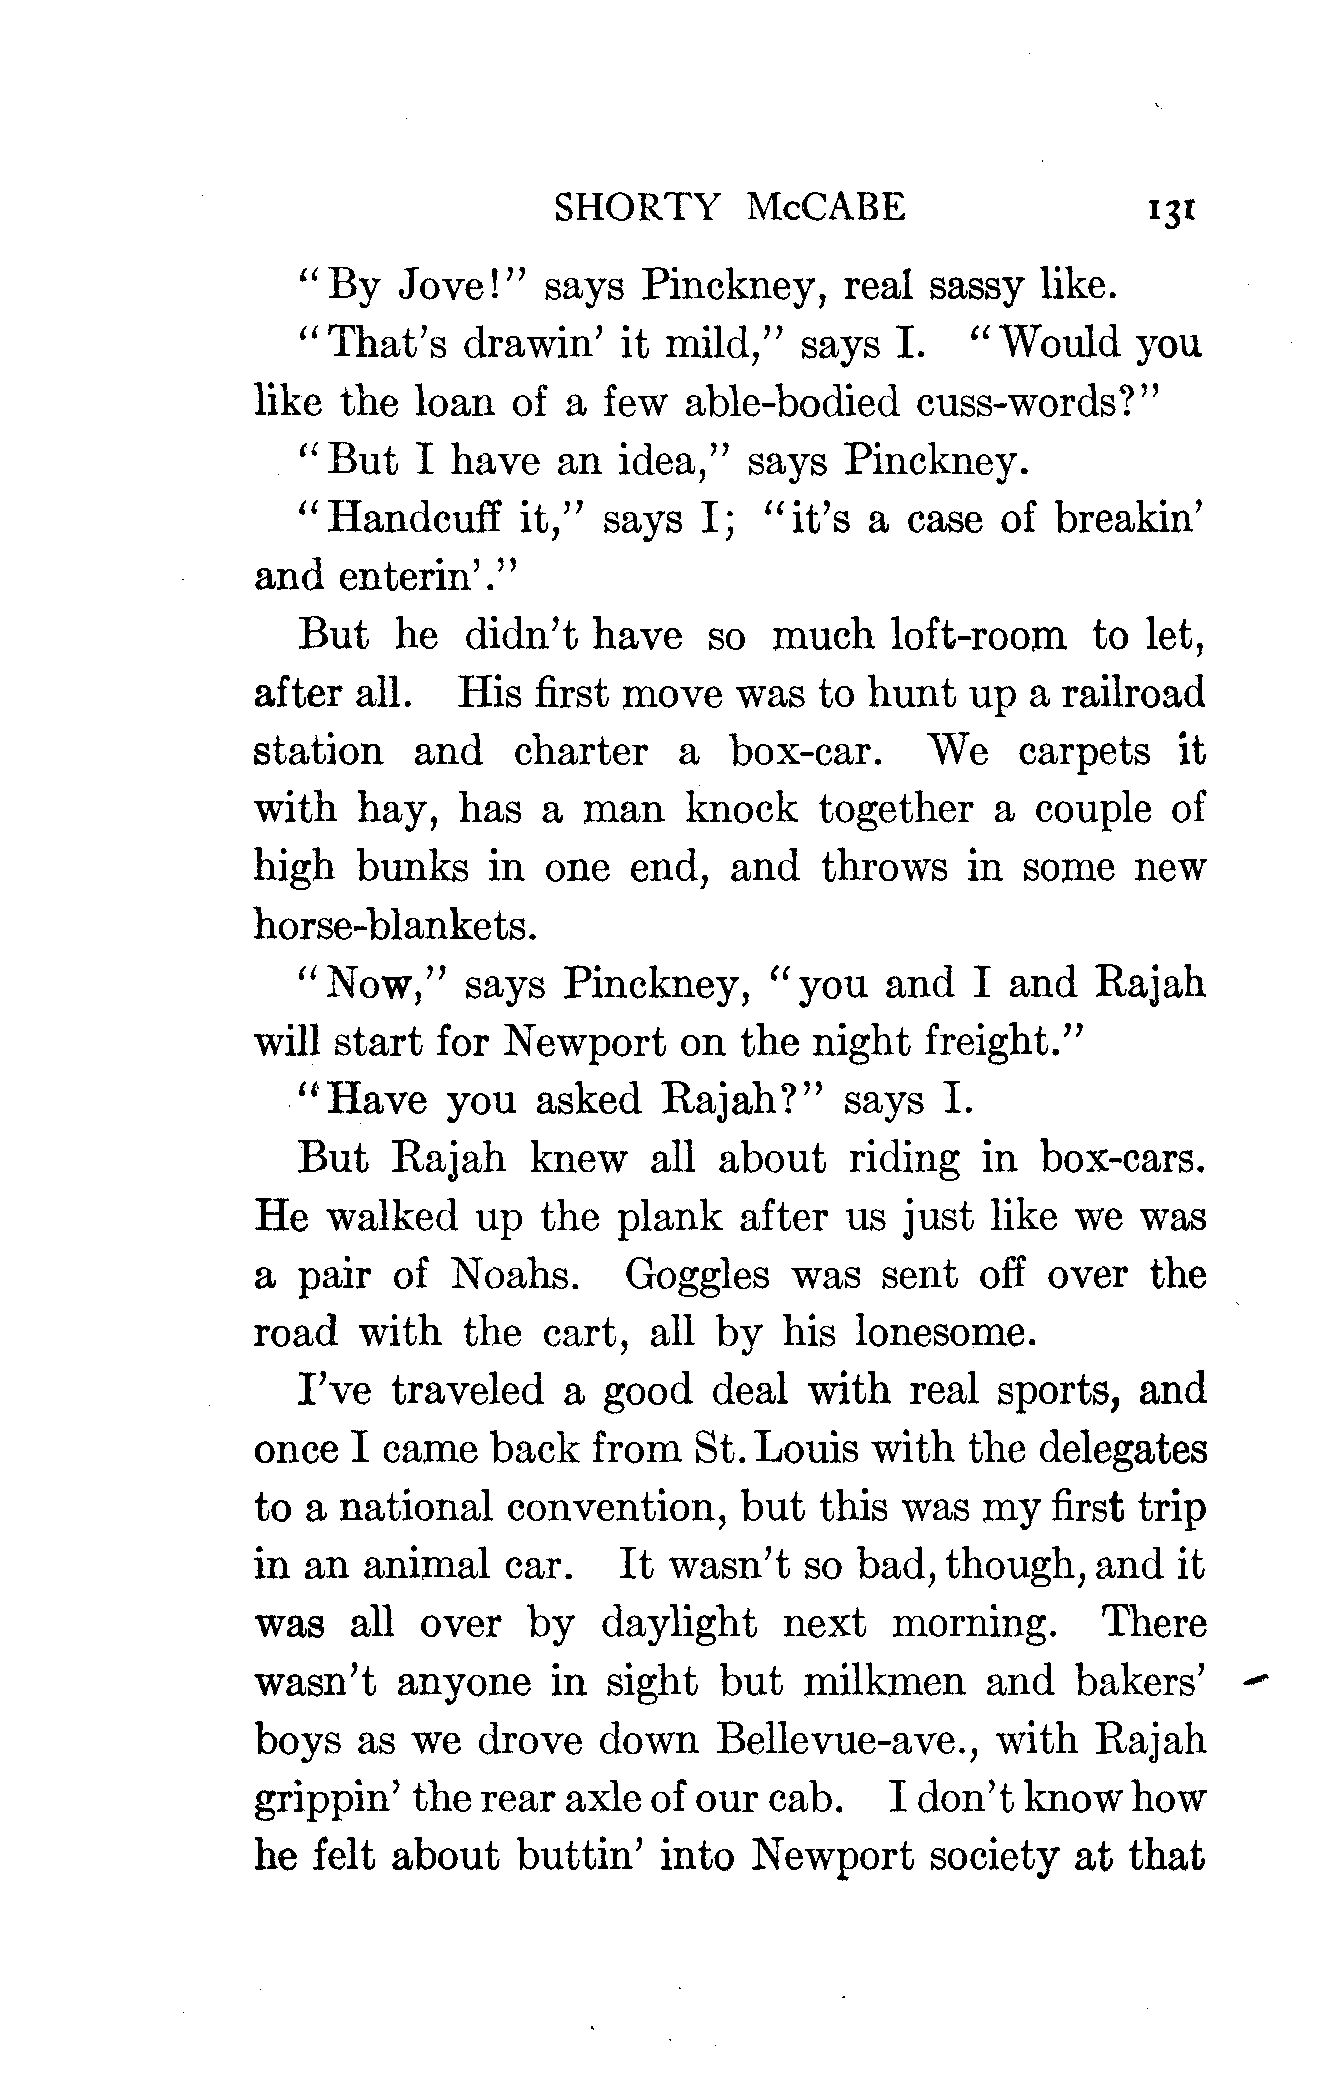 SHORTY McCABE 131
"By Jove!" says Pinckney, real sassy like.
"That's drawin' it mild," says I. "Would you
like the loan of a few able-bodied cuss-words?"
"But I have an idea," says Pinckney.
"Handcuff it," says I; "it's a case of breakin'
and enterin'."
But he didn't have so much loft-room to let,
after all. His first move was to hunt up a railroad
station and charter a box-car. We carpets it
with hay, has a man knock together a couple of
high bunks in one end, and throws in some new
horse-blankets.
"Now," says Pinckney, "you and I and Rajah
will start for Newport on the night freight."
"Have you asked Rajah?" says I.
But Rajah knew all about riding in box-cars.
He walked up the plank after us just like we was
a pair of Noahs. Goggles was sent off over the
road with the cart, all by his lonesome.
I've traveled a good deal with real sports, and
once I came back from St. Louis with the delegates
to a national convention, but this was my first trip
in an animal car. It wasn't so bad, though, and it
was all over by daylight next morning. There
wasn't anyone in sight but milkmen and bakers'
boys as we drove down Bellevue-ave., with Rajah
grippin' the rear axle of our cab. I don't know how
he felt about buttin' into Newport society at that